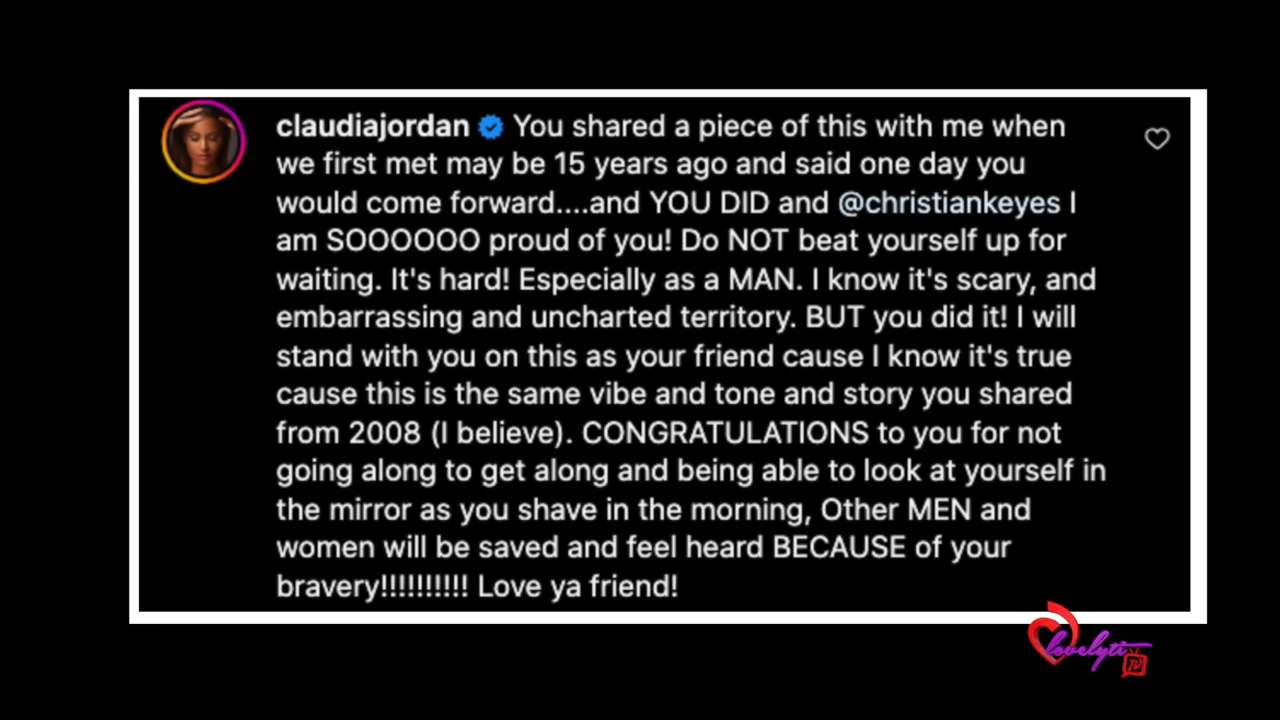 claudiajordan You shared a piece of this with me when
we first met may be 15 years ago and said one day you
would come forward....and YOU DID and @christiankeyes I
am SOOOOOO proud of you! Do NOT beat yourself up for
waiting. It's hard! Especially as a MAN. I know it's scary, and
embarrassing and uncharted territory. BUT you did it! I will
stand with you on this as your friend cause I know it's true
cause this is the same vibe and tone and story you shared
from 2008 (I believe). CONGRATULATIONS to you for not
going along to get along and being able to look at yourself in
the mirror as you shave in the morning, Other MEN and
women will be saved and feel heard BECAUSE of your
bravery!!!!!!!!!! Love ya friend!
lovelyti
TV